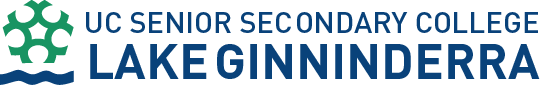 UC SENIOR SECONDARY COLLEGE
LAKE GINNINDERRA